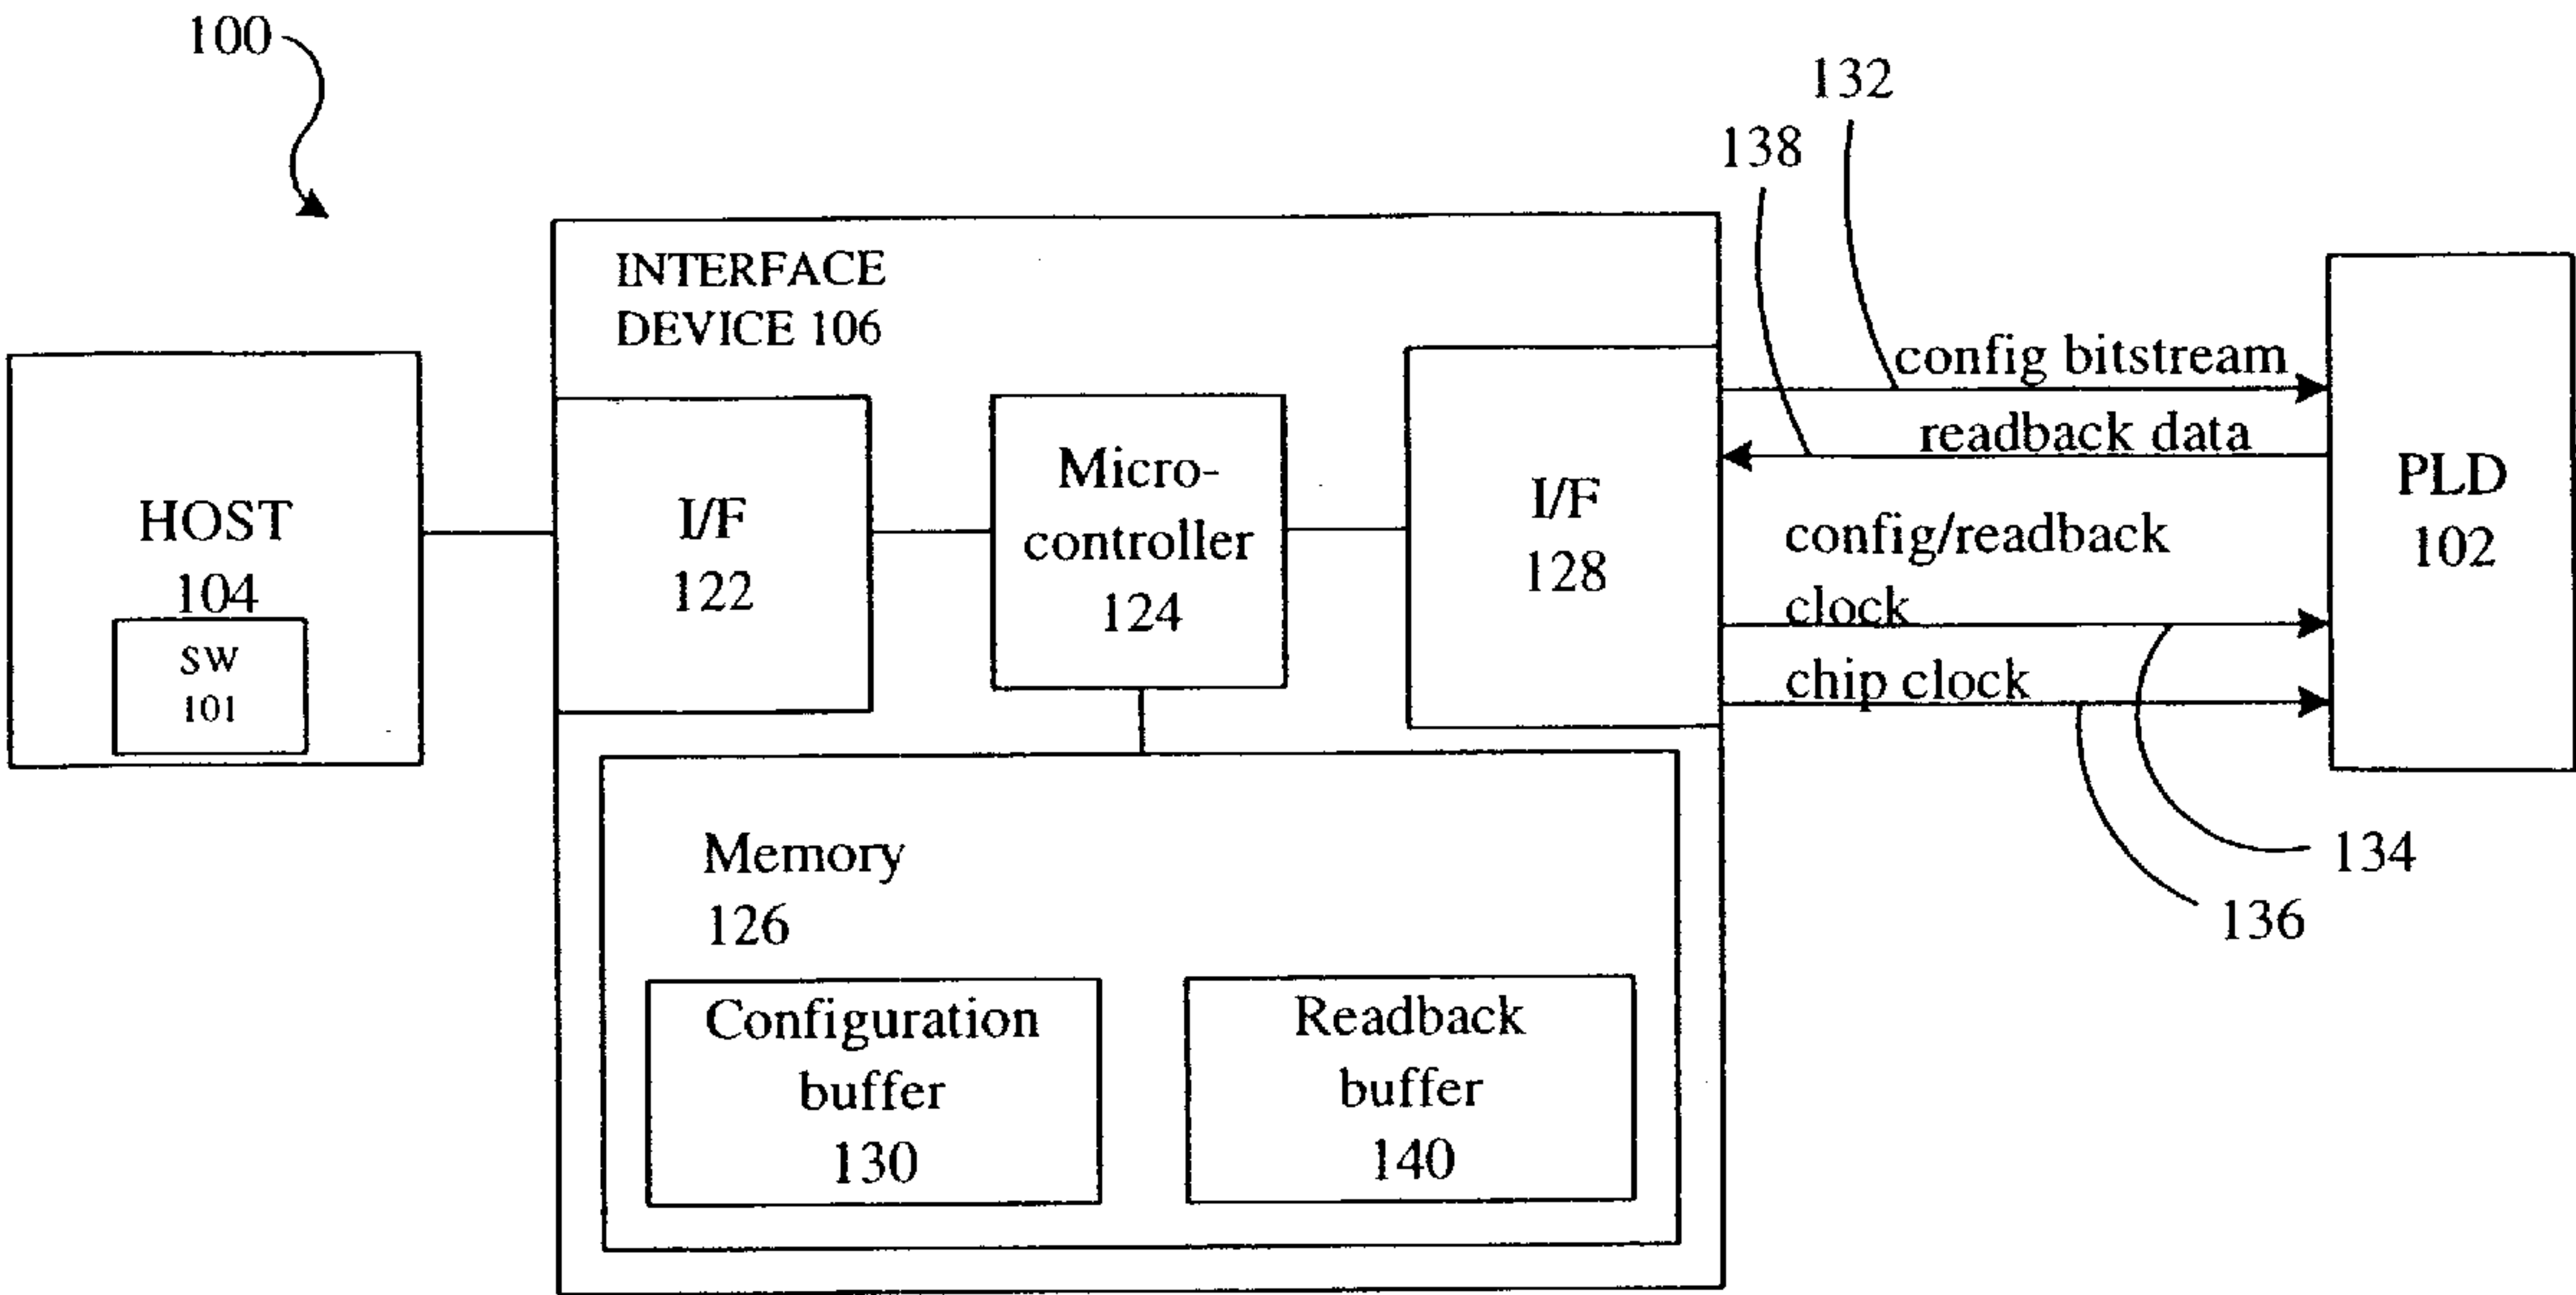 100
132
138
INTERFACE
DEVICE 106
config bitstream
readback data
HOST
104
SW
101
I/F
122
Micro-
controller
124
I/F
128
config/readback
clock
chip clock
PLD
102
134
136
Memory
126
Configuration
buffer
130
Readback
buffer
140